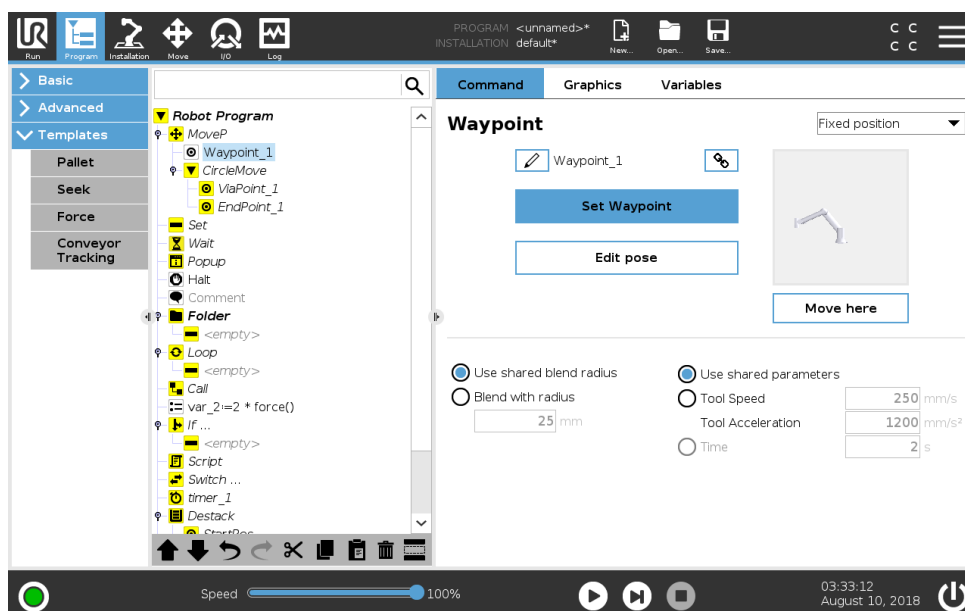 UR
Run
Program
Installation
Move
I/O
Log
PROGRAM <unnamed>*
INSTALLATION default*
New...
Open...
Save...
C C
C C
Basic
Advanced
Templates
Pallet
Seek
Force
Conveyor
Tracking
Robot Program
MoveP
Waypoint_1
CircleMove
ViaPoint_1
EndPoint_1
Set
Wait
Popup
Halt
Comment
Folder
<empty>
Loop
<empty>
Call
var_2:=2 * force()
If ...
<empty>
Script
Switch ...
timer_1
Destack
StartPos
Command
Graphics
Variables
Waypoint
Fixed position
Waypoint_1
Set Waypoint
Edit pose
Move here
Use shared blend radius
Blend with radius
25 mm
Use shared parameters
Tool Speed 250 mm/s
Tool Acceleration 1200 mm/s²
Time 2 s
Speed 100%
03:33:12
August 10, 2018